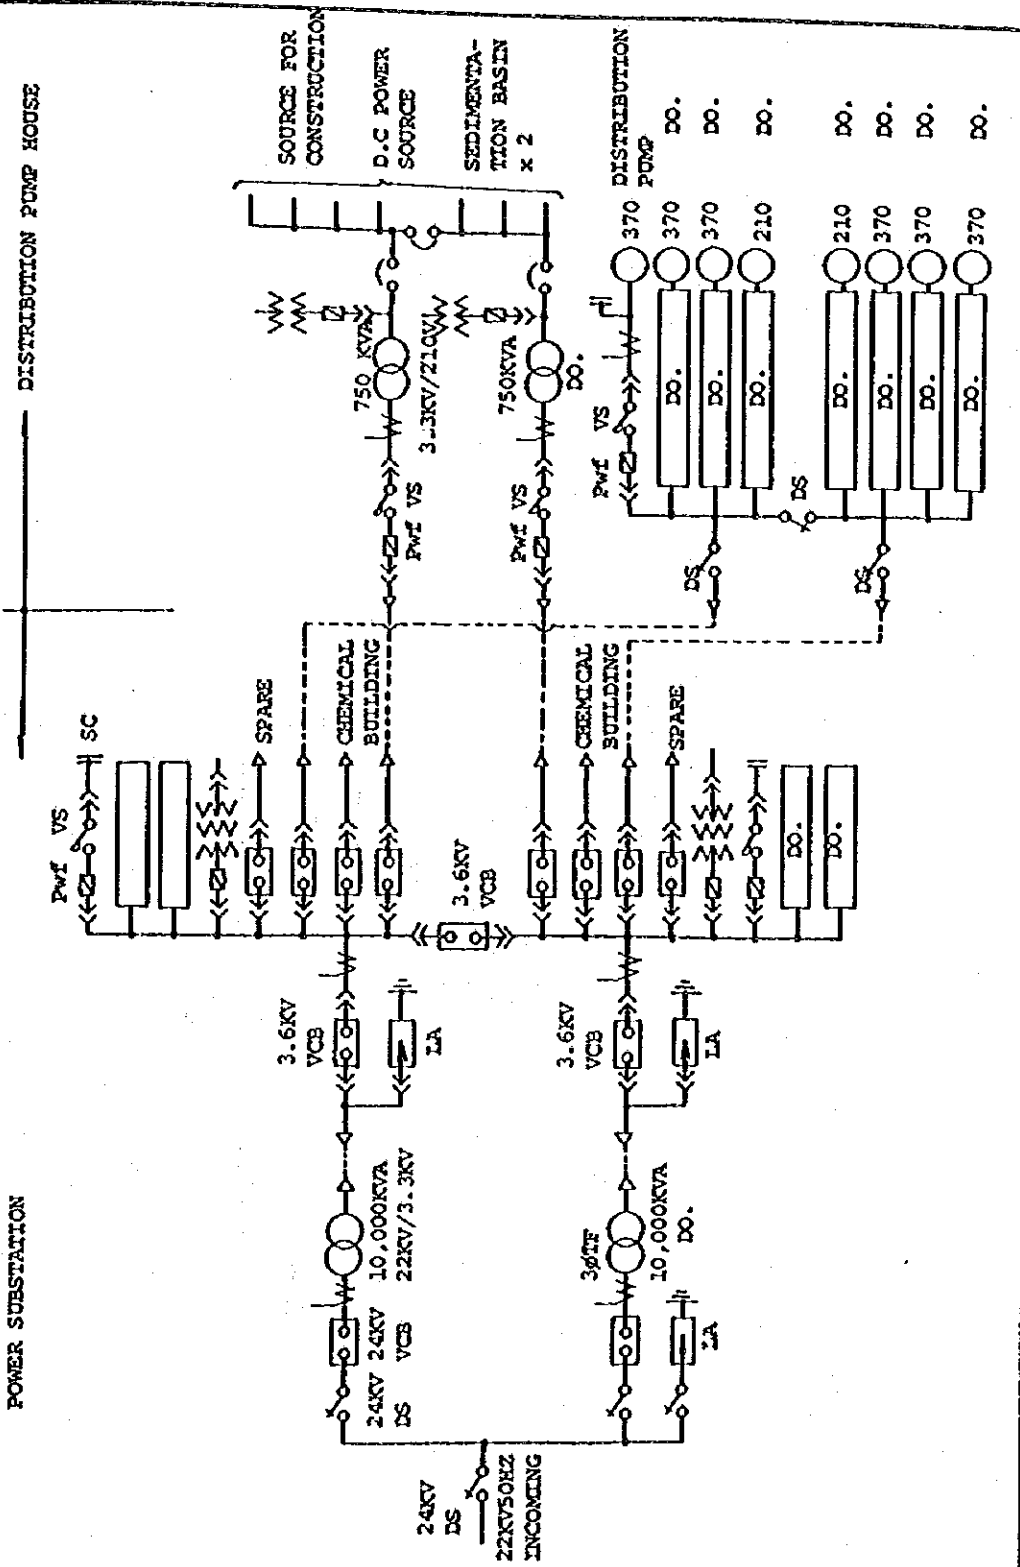 POWER SUBSTATION
DISTRIBUTION PUMP HOUSE
24KV
DS
22KV50HZ
INCOMING
24KV 24KV
DS VCB
10,000KVA
22KV/3.3KV
3øTF
10,000KVA
DO.
LA
3.6KV
VCB
LA
3.6KV
VCB
LA
Pwf VS
SC
SPARE
CHEMICAL
BUILDING
3.6KV
VCB
CHEMICAL
BUILDING
SPARE
DO.
DO.
Pwf VS
750 KVA
3.3KV/210V
Pwf VS
750KVA
DO.
SOURCE FOR
CONSTRUCTION
D.C POWER
SOURCE
SEDIMENTA-
TION BASIN
x 2
DS
DS
DS
Pwf VS
370 DISTRIBUTION
PUMP
DO. 370 DO.
DO. 370 DO.
DO. 210 DO.
DO. 210 DO.
DO. 370 DO.
DO. 370 DO.
DO. 370 DO.